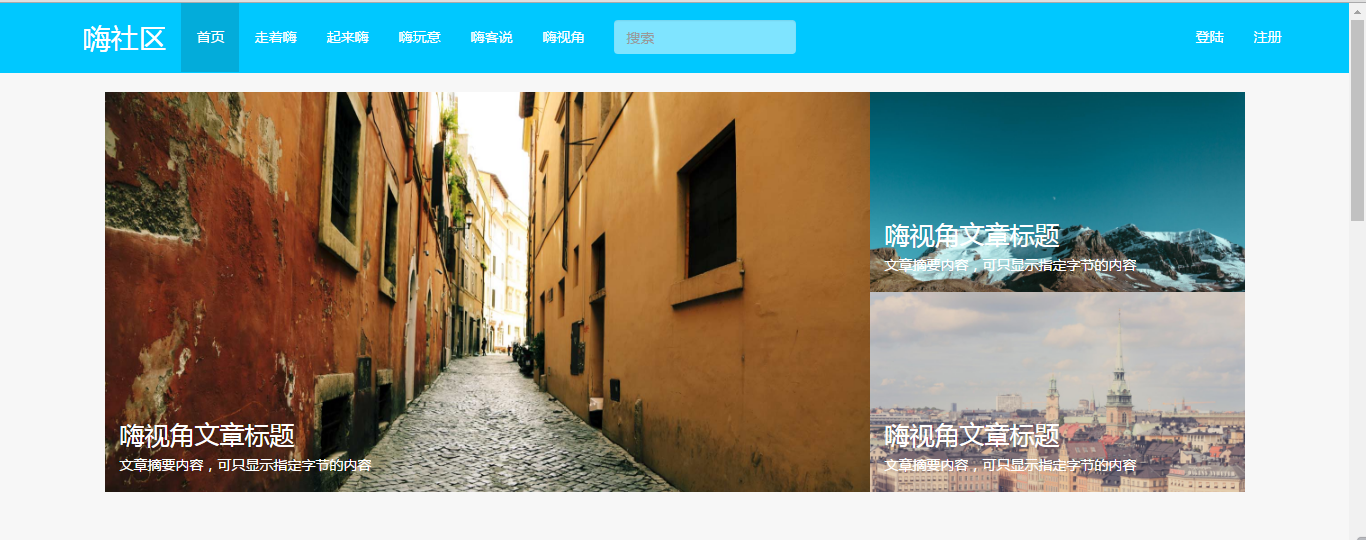 嗨社区 首页 走着嗨 起来嗨 嗨玩意 嗨客说 嗨视角 搜索 登陆 注册
嗨视角文章标题
文章摘要内容，可只显示指定字节的内容
嗨视角文章标题
文章摘要内容，可只显示指定字节的内容
嗨视角文章标题
文章摘要内容，可只显示指定字节的内容